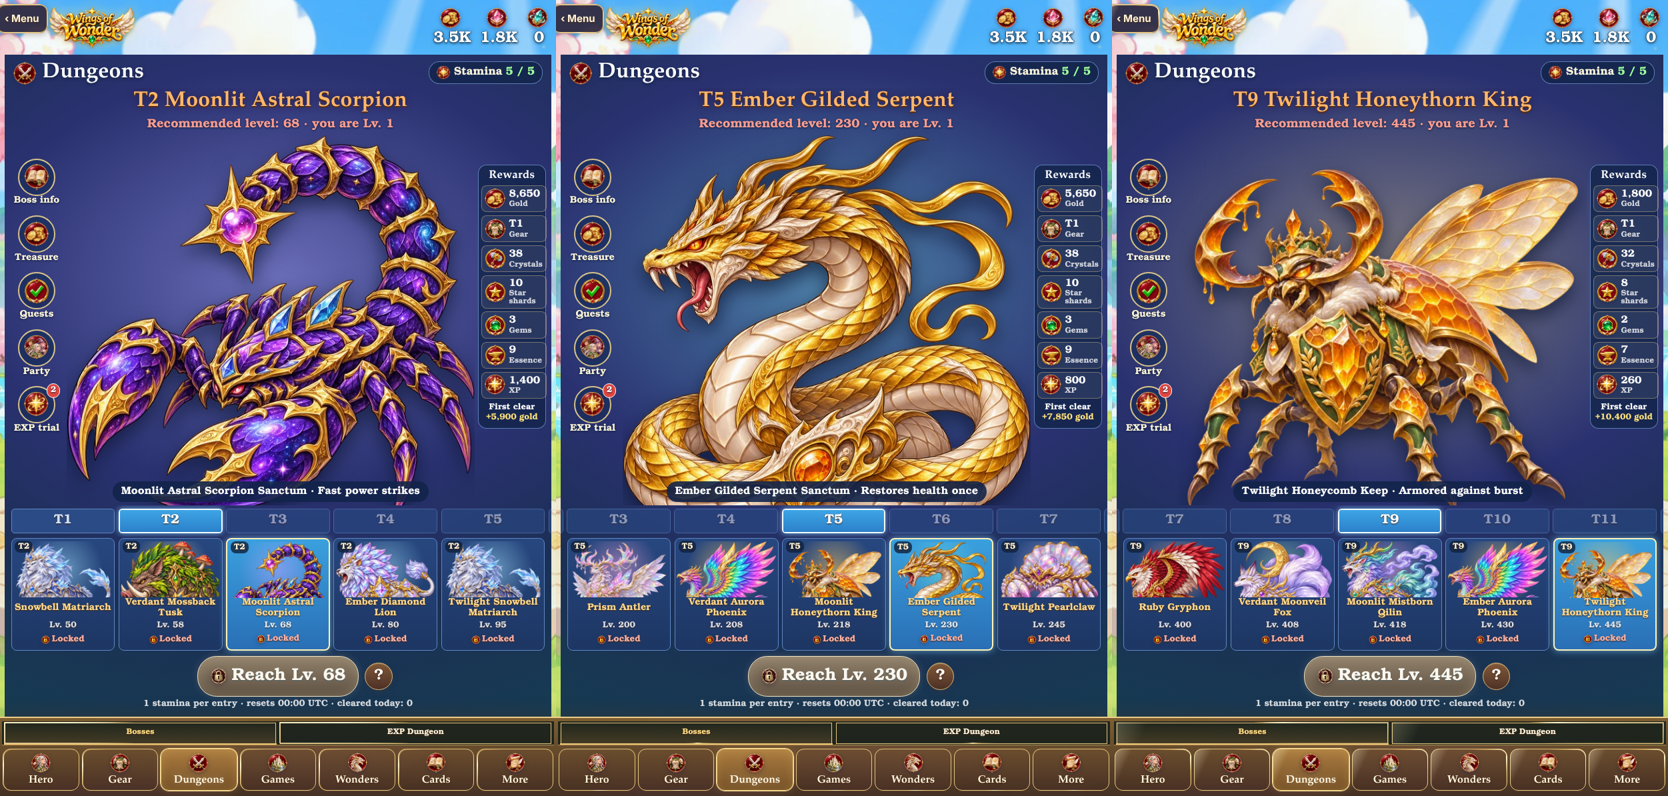 ‹ Menu
Wings of Wonder
3.5K 1.8K 0
Dungeons
Stamina 5 / 5
T2 Moonlit Astral Scorpion
Recommended level: 68 · you are Lv. 1
Boss info
Treasure
Quests
Party
2
EXP trial
Rewards
8,650
Gold
T1
Gear
38
Crystals
10
Star
shards
3
Gems
9
Essence
1,400
XP
First clear
+5,900 gold
Moonlit Astral Scorpion Sanctum · Fast power strikes
T1 T2 T3 T4 T5
T2 T2 T2 T2 T2
Snowbell Matriarch
Lv. 50
Locked
Verdant Mossback
Tusk
Lv. 58
Locked
Moonlit Astral
Scorpion
Lv. 68
Locked
Ember Diamond
Lion
Lv. 80
Locked
Twilight Snowbell
Matriarch
Lv. 95
Locked
Reach Lv. 68
?
1 stamina per entry · resets 00:00 UTC · cleared today: 0
Bosses EXP Dungeon
Hero Gear Dungeons Games Wonders Cards More
‹ Menu
Wings of Wonder
3.5K 1.8K 0
Dungeons
Stamina 5 / 5
T5 Ember Gilded Serpent
Recommended level: 230 · you are Lv. 1
Boss info
Treasure
Quests
Party
2
EXP trial
Rewards
5,650
Gold
T1
Gear
38
Crystals
10
Star
shards
3
Gems
9
Essence
800
XP
First clear
+7,850 gold
Ember Gilded Serpent Sanctum · Restores health once
T3 T4 T5 T6 T7
T5 T5 T5 T5 T5
Prism Antler
Lv. 200
Locked
Verdant Aurora
Phoenix
Lv. 208
Locked
Moonlit
Honeythorn King
Lv. 218
Locked
Ember Gilded
Serpent
Lv. 230
Locked
Twilight Pearlclaw
Lv. 245
Locked
Reach Lv. 230
?
1 stamina per entry · resets 00:00 UTC · cleared today: 0
Bosses EXP Dungeon
Hero Gear Dungeons Games Wonders Cards More
‹ Menu
Wings of Wonder
3.5K 1.8K 0
Dungeons
Stamina 5 / 5
T9 Twilight Honeythorn King
Recommended level: 445 · you are Lv. 1
Boss info
Treasure
Quests
Party
2
EXP trial
Rewards
1,800
Gold
T1
Gear
32
Crystals
8
Star
shards
2
Gems
7
Essence
260
XP
First clear
+10,400 gold
Twilight Honeycomb Keep · Armored against burst
T7 T8 T9 T10 T11
T9 T9 T9 T9 T9
Ruby Gryphon
Lv. 400
Locked
Verdant Moonveil
Fox
Lv. 408
Locked
Moonlit Mistborn
Qilin
Lv. 418
Locked
Ember Aurora
Phoenix
Lv. 430
Locked
Twilight
Honeythorn King
Lv. 445
Locked
Reach Lv. 445
?
1 stamina per entry · resets 00:00 UTC · cleared today: 0
Bosses EXP Dungeon
Hero Gear Dungeons Games Wonders Cards More